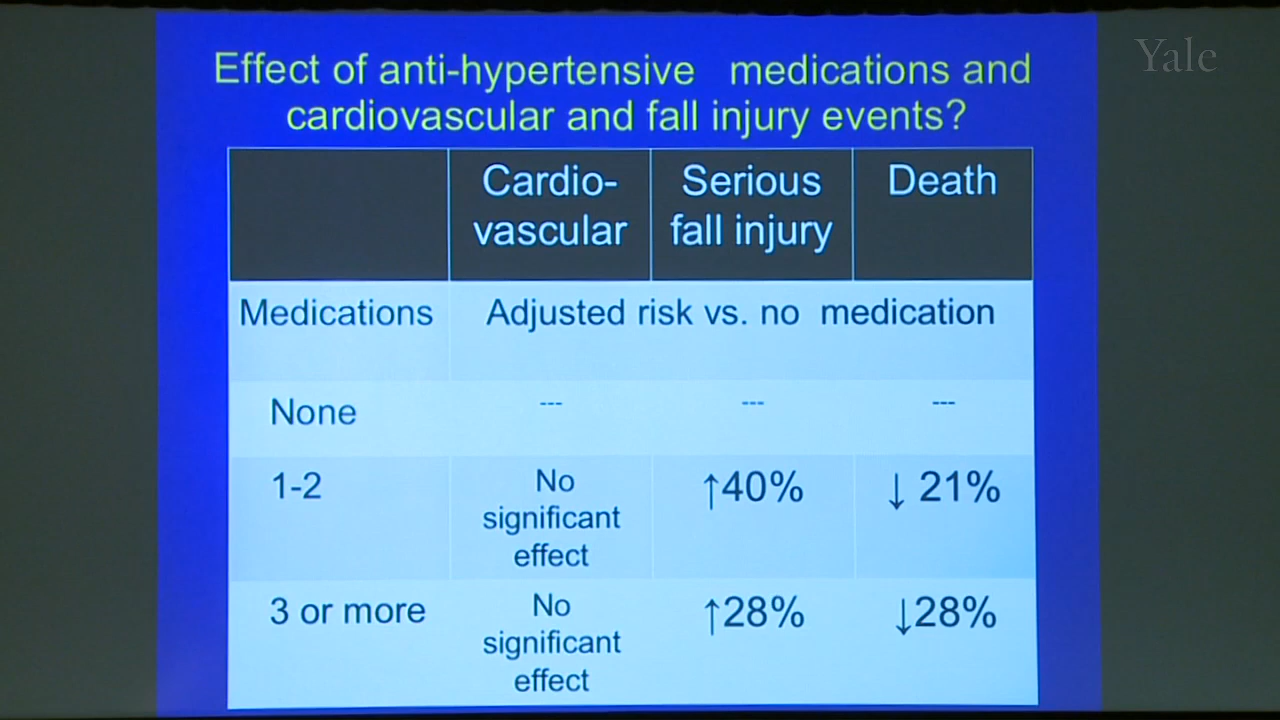 Yale
Effect of anti-hypertensive medications and
cardiovascular and fall injury events?
Cardio-
vascular
Serious
fall injury
Death
Medications
Adjusted risk vs. no medication
None
---
---
---
1-2
No
significant
effect
↑40%
↓ 21%
3 or more
No
significant
effect
↑28%
↓28%